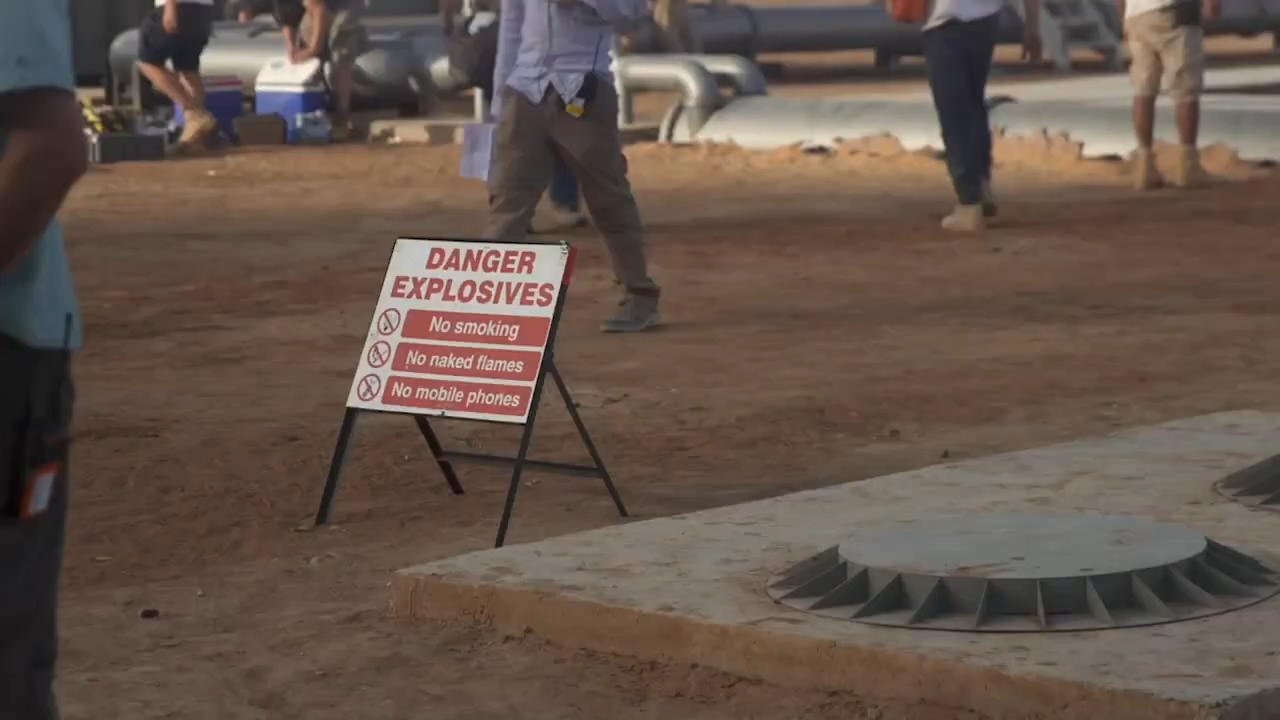 DANGER
EXPLOSIVES
No smoking
No naked flames
No mobile phones